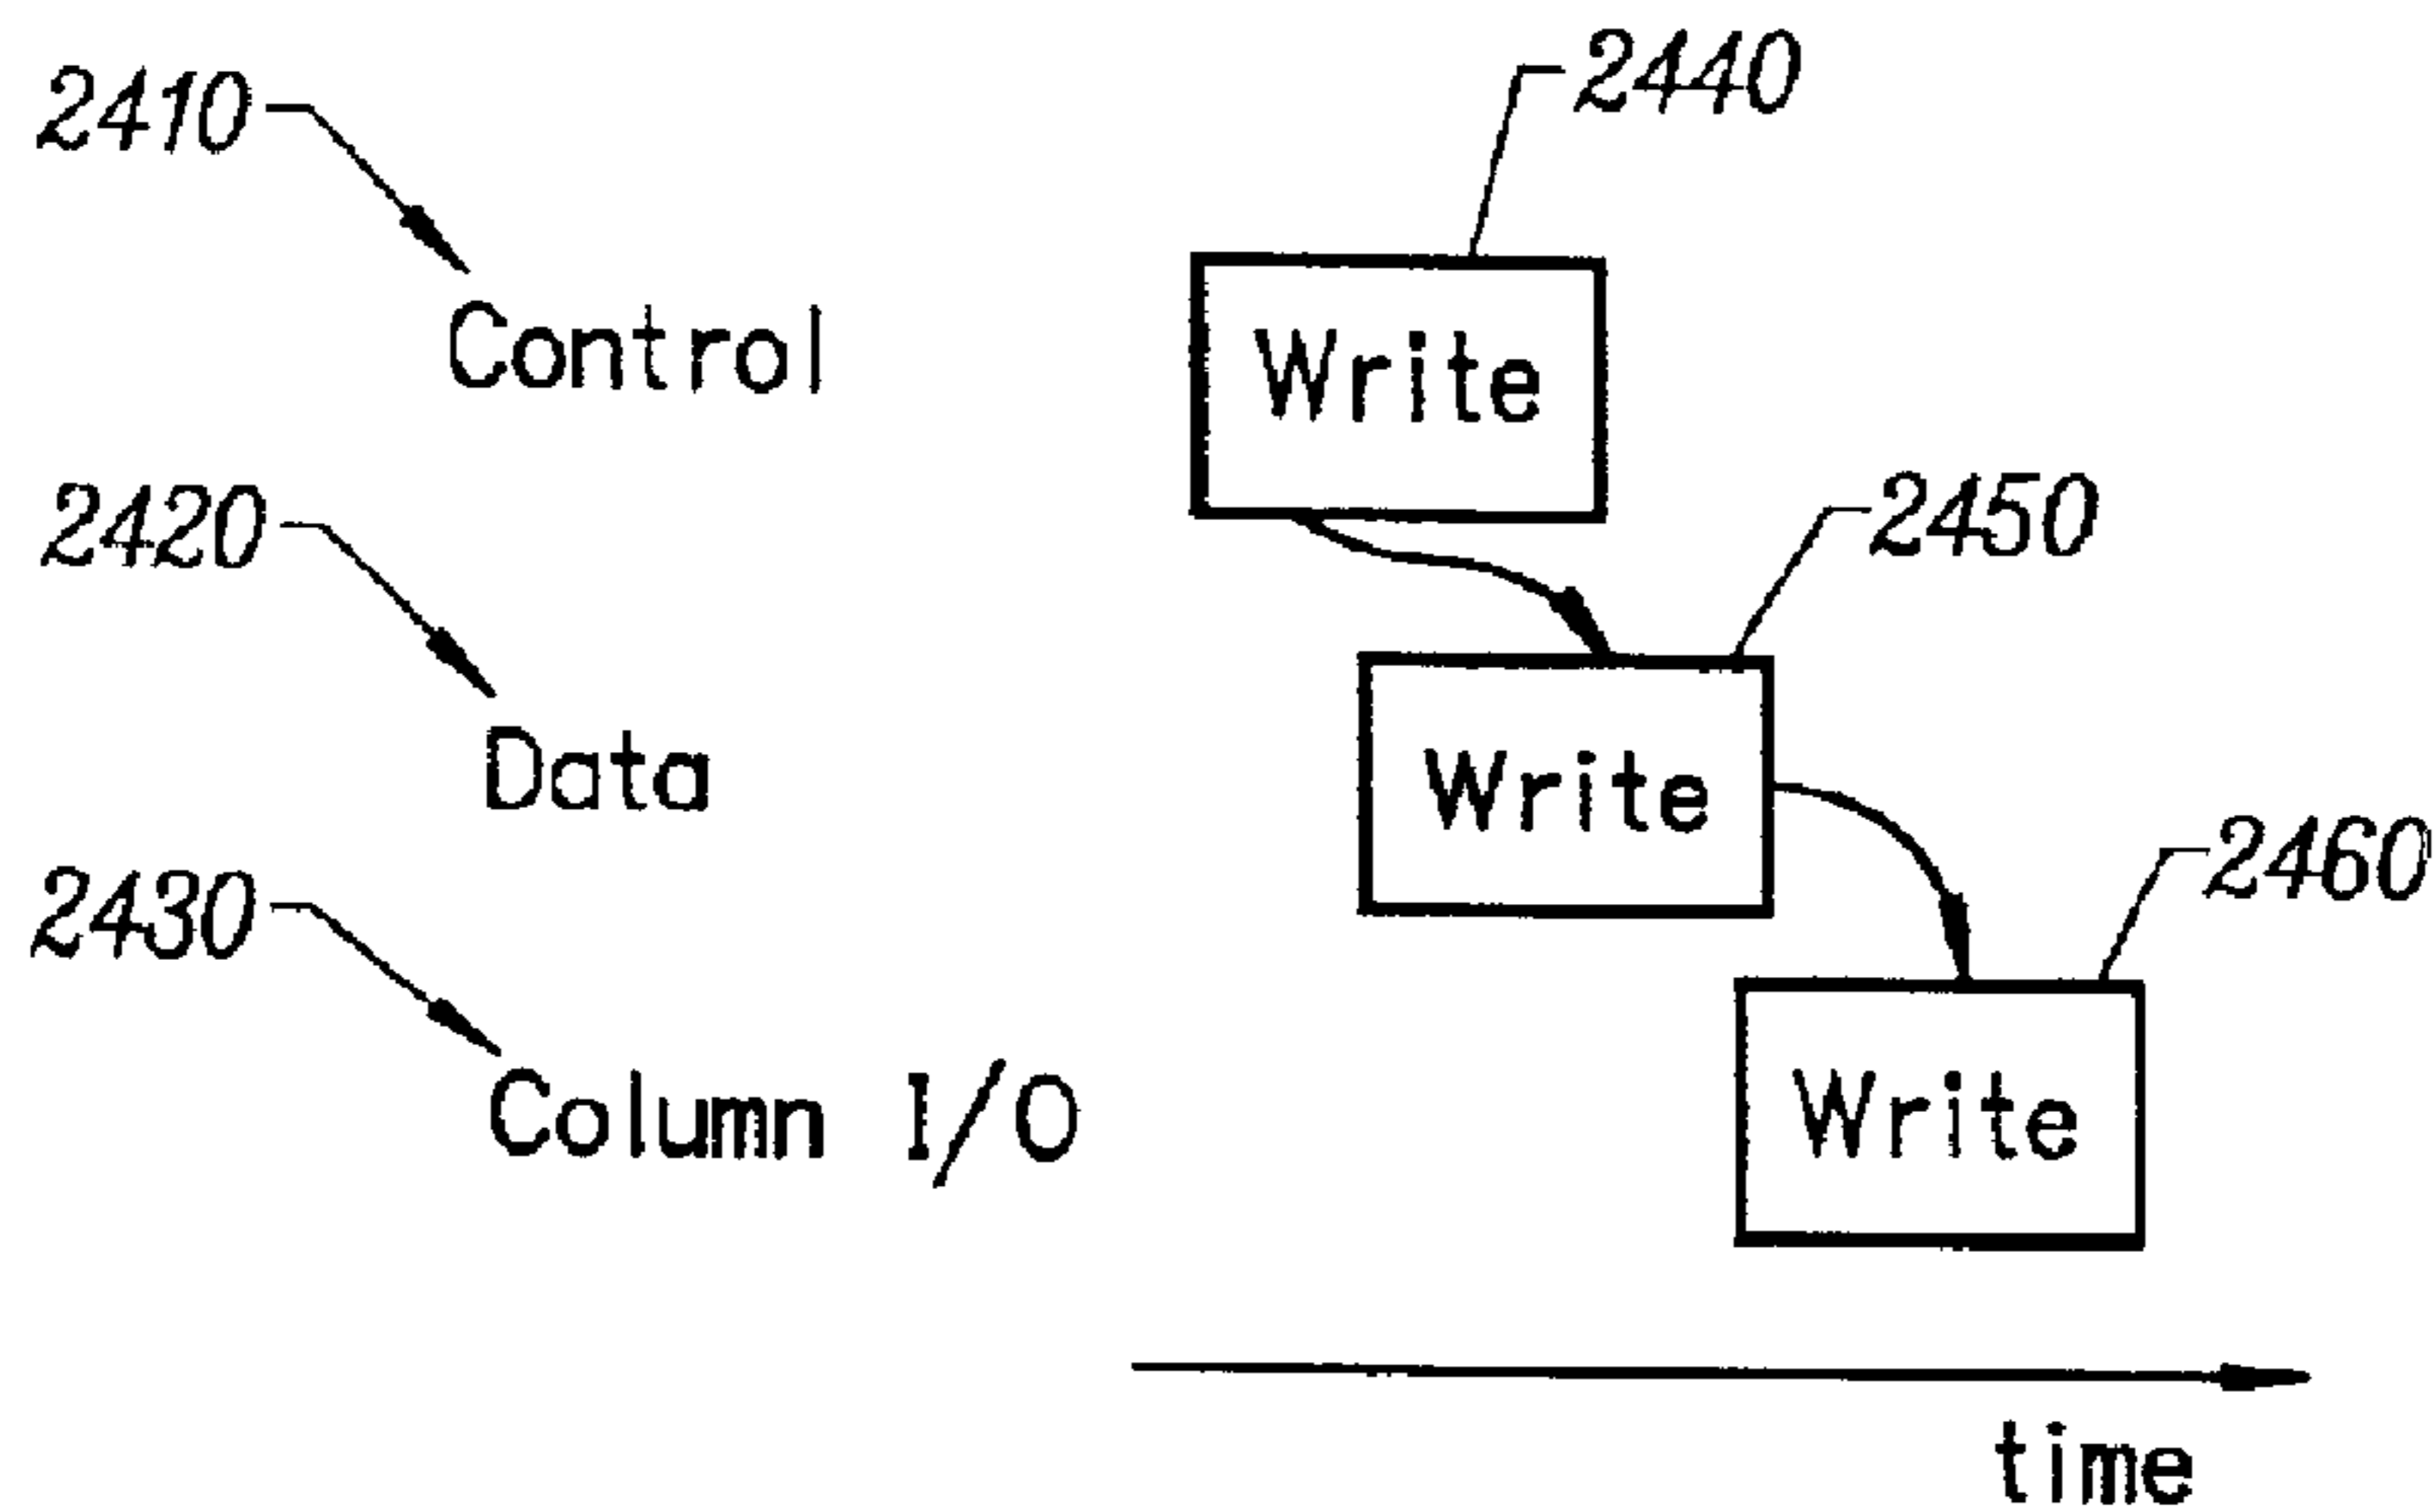 2410
2440
Control
Write
2420
2450
Data
Write
2430
2460
Column I/O
Write
time